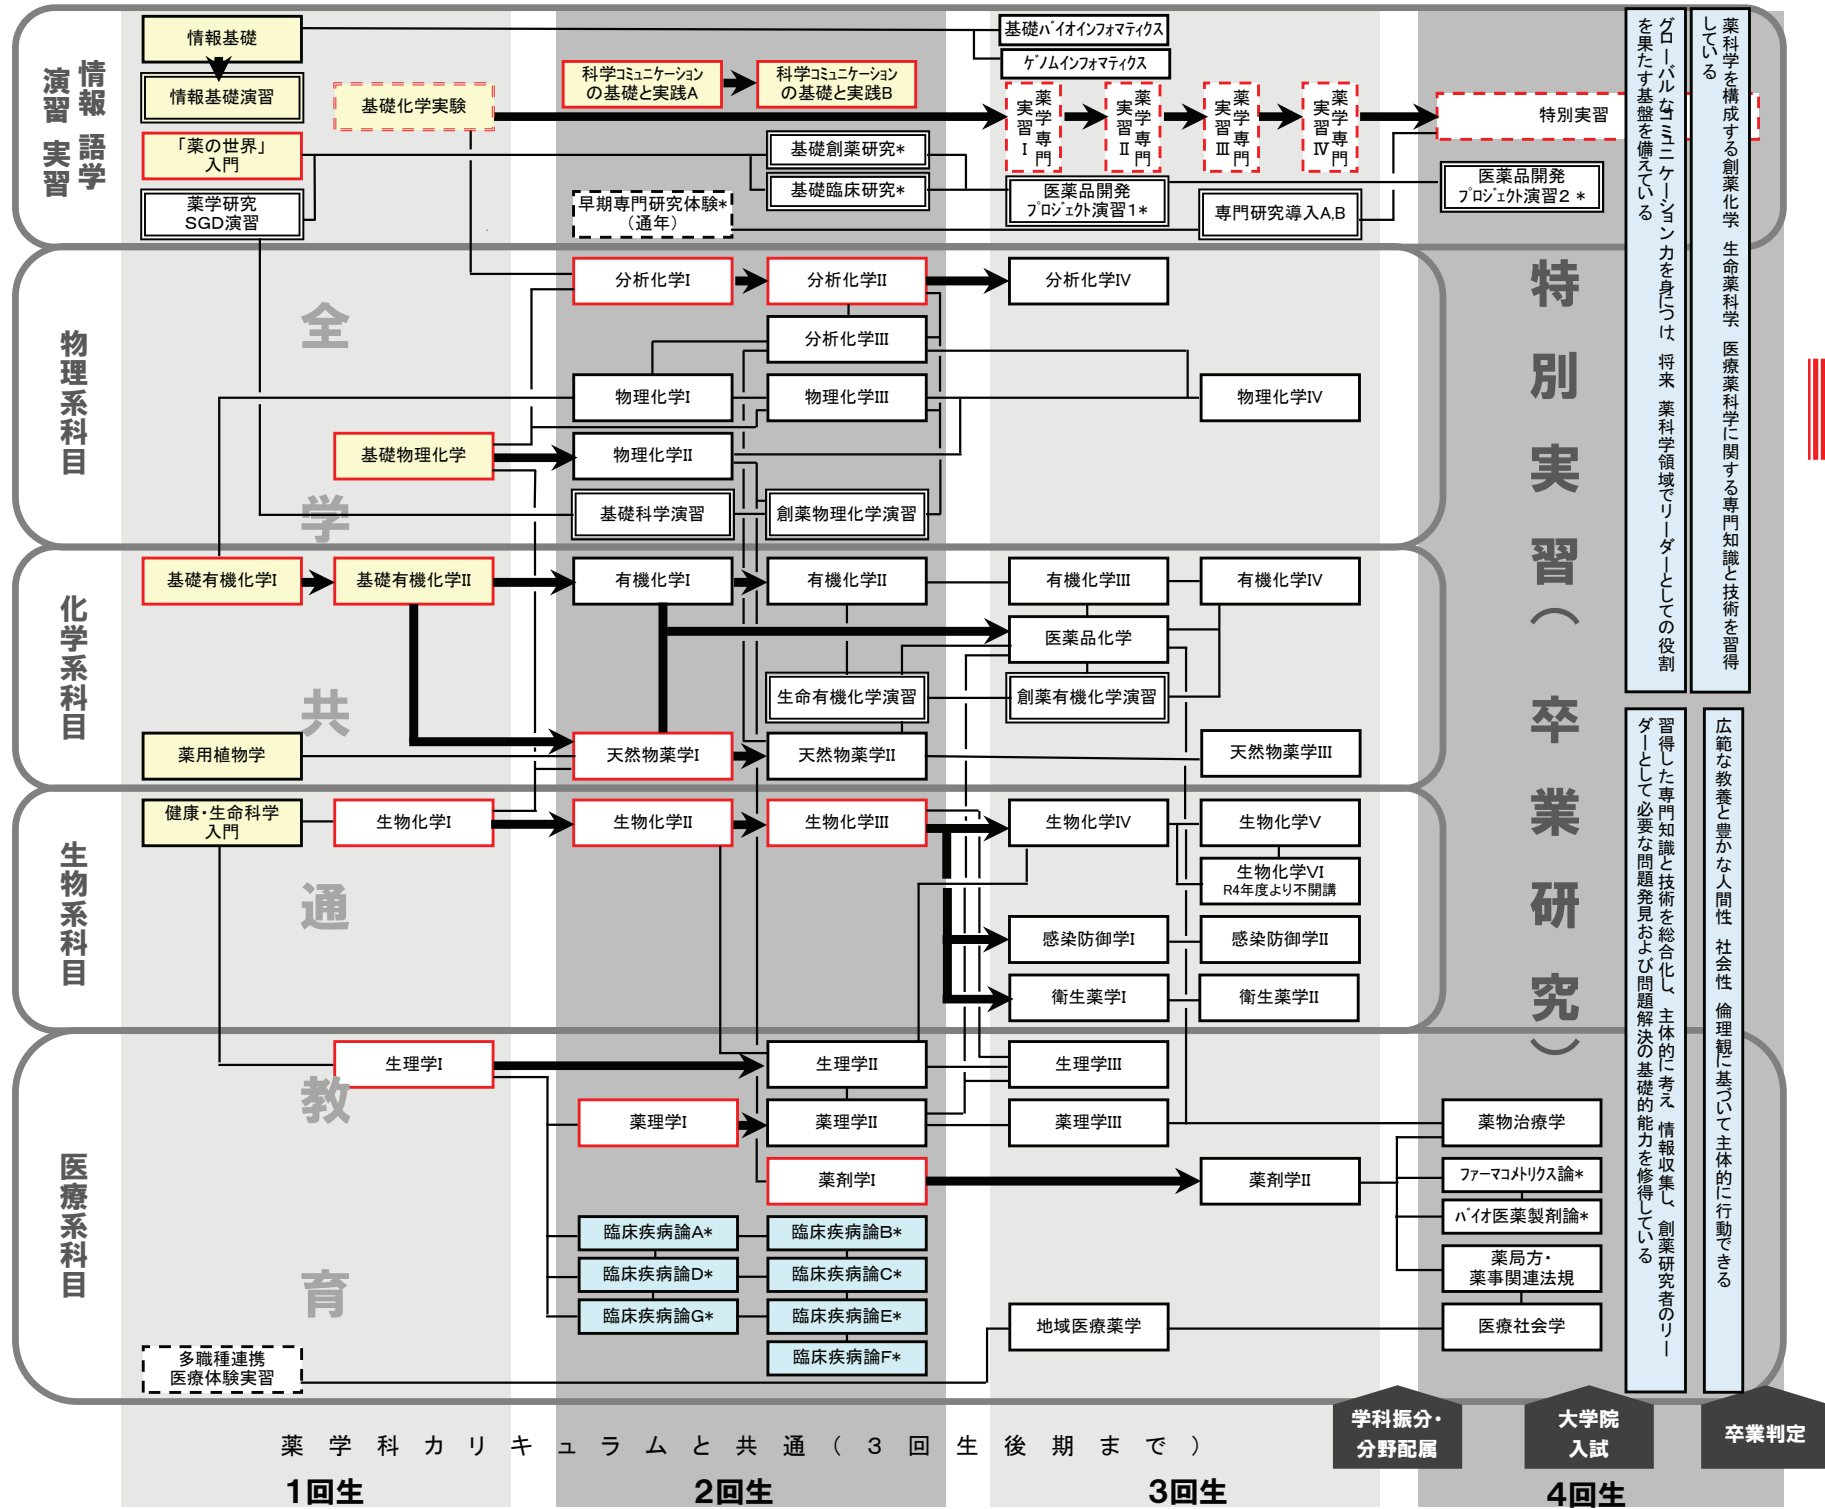 情報 語学
演習 実習
情報基礎
情報基礎演習
「薬の世界」
入門
薬学研究
SGD演習
基礎化学実験
科学コミュニケーション
の基礎と実践A
科学コミュニケーション
の基礎と実践B
基礎創薬研究*
基礎臨床研究*
早期専門研究体験*
(通年)
基礎バイオインフォマティクス
ゲノムインフォマティクス
薬学専門
実習Ⅰ
薬学専門
実習Ⅱ
薬学専門
実習Ⅲ
薬学専門
実習Ⅳ
特別実習
医薬品開発
プロジェクト演習1*
専門研究導入A,B
医薬品開発
プロジェクト演習2*
物理系科目
分析化学I
分析化学II
分析化学IV
分析化学III
物理化学I
物理化学III
物理化学IV
基礎物理化学
物理化学II
基礎科学演習
創薬物理化学演習
化学系科目
基礎有機化学I
基礎有機化学II
有機化学I
有機化学II
有機化学III
有機化学IV
医薬品化学
生命有機化学演習
創薬有機化学演習
薬用植物学
天然物薬学I
天然物薬学II
天然物薬学III
生物系科目
健康・生命科学
入門
生物化学I
生物化学II
生物化学III
生物化学IV
生物化学V
生物化学VI
R4年度より不開講
感染防御学I
感染防御学II
衛生薬学I
衛生薬学II
医療系科目
生理学I
生理学II
生理学III
薬理学I
薬理学II
薬理学III
薬物治療学
薬剤学I
薬剤学II
ファーマコメトリクス論*
バイオ医薬製剤論*
薬局方・
薬事関連法規
臨床疾病論A*
臨床疾病論B*
臨床疾病論D*
臨床疾病論C*
臨床疾病論G*
臨床疾病論E*
臨床疾病論F*
地域医療薬学
医療社会学
多職種連携
医療体験実習
全学共通教育
特別実習(卒業研究)
薬科学を構成する創薬化学、生命薬科学、医療薬科学に関する専門知識と技術を習得
している
グローバルなコミュニケーション力を身につけ、将来、薬科学領域でリーダーとしての役割
を果たす基盤を備えている
広範な教養と豊かな人間性、社会性、倫理観に基づいて主体的に行動できる
習得した専門知識と技術を総合化し、主体的に考え、情報収集し、創薬研究者のリー
ダーとして必要な問題発見および問題解決の基礎的能力を修得している
学科振分・
分野配属
大学院
入試
卒業判定
薬学科カリキュラムと共通(3回生後期まで)
1回生
2回生
3回生
4回生